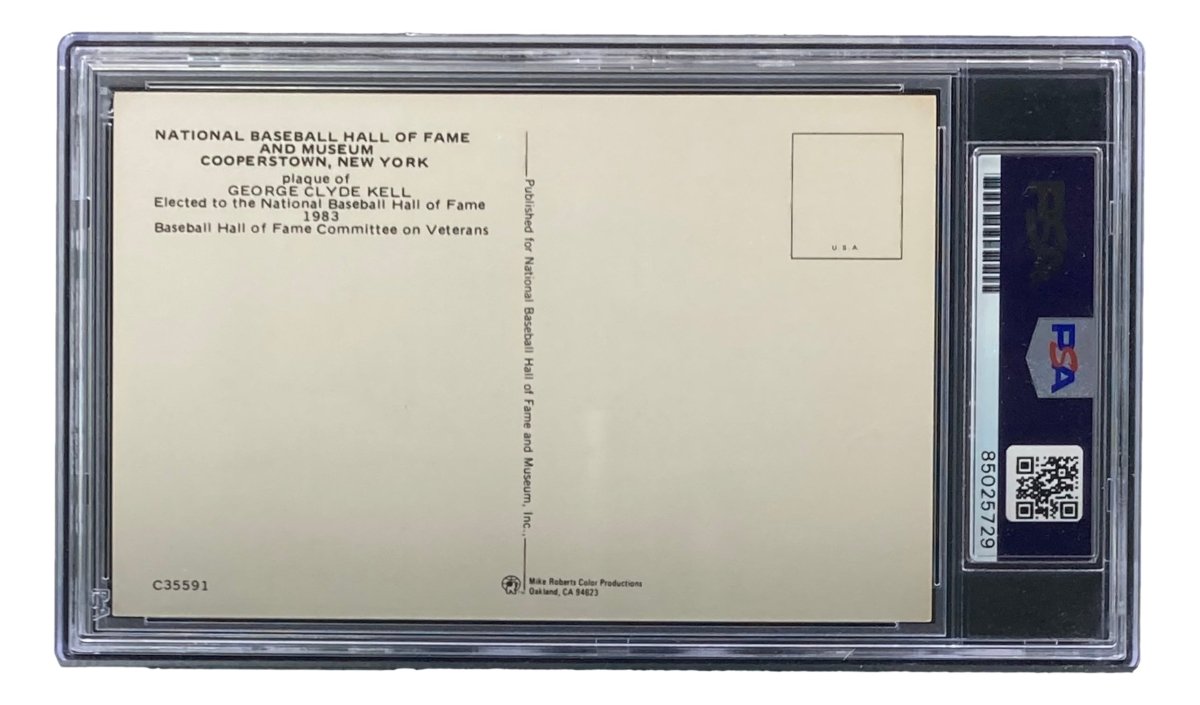 NATIONAL BASEBALL HALL OF FAME
AND MUSEUM
COOPERSTOWN, NEW YORK
plaque of
GEORGE CLYDE KELL
Elected to the National Baseball Hall of Fame
1983
Baseball Hall of Fame Committee on Veterans
C35591
Published for National Baseball Hall of Fame and Museum, Inc.,
Mike Roberts Color Productions
Oakland, CA 94623
U S A
PSA
PSA
85025729
PSA